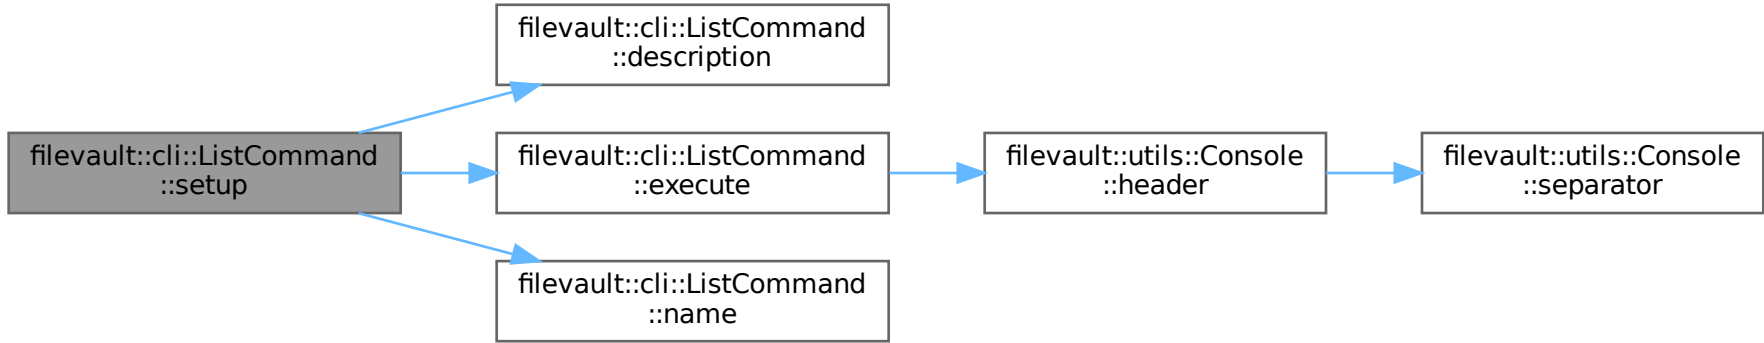 filevault::cli::ListCommand
::description
filevault::cli::ListCommand
::setup
filevault::cli::ListCommand
::execute
filevault::utils::Console
::header
filevault::utils::Console
::separator
filevault::cli::ListCommand
::name